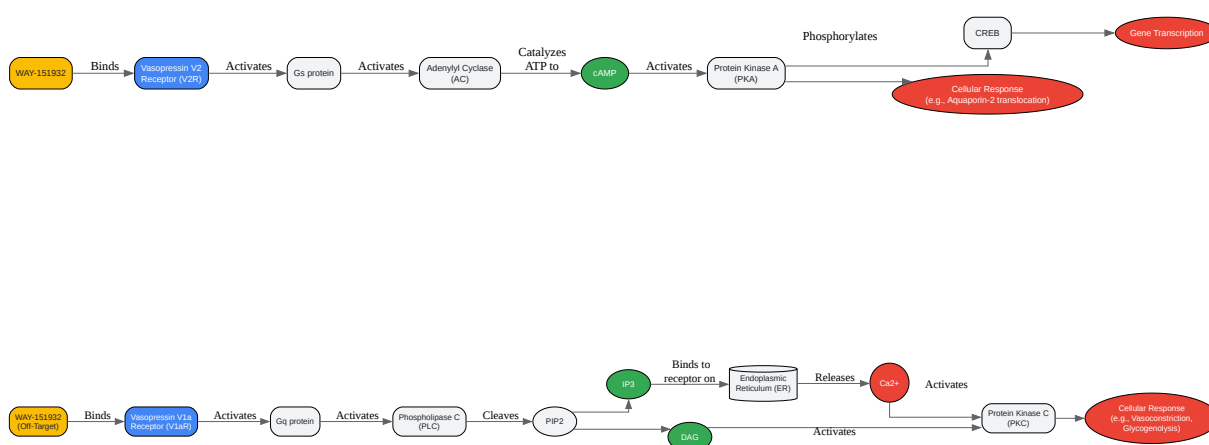 WAY-151932
Binds
Vasopressin V2
Receptor (V2R)
Activates
Gs protein
Activates
Adenylyl Cyclase
(AC)
Catalyzes
ATP to
cAMP
Activates
Protein Kinase A
(PKA)
Phosphorylates
CREB
Gene Transcription
Cellular Response
(e.g., Aquaporin-2 translocation)
WAY-151932
(Off-Target)
Binds
Vasopressin V1a
Receptor (V1aR)
Activates
Gq protein
Activates
Phospholipase C
(PLC)
Cleaves
PIP2
IP3
Binds to
receptor on
Endoplasmic
Reticulum (ER)
Releases
Ca2+
Activates
DAG
Activates
Protein Kinase C
(PKC)
Cellular Response
(e.g., Vasoconstriction,
Glycogenolysis)